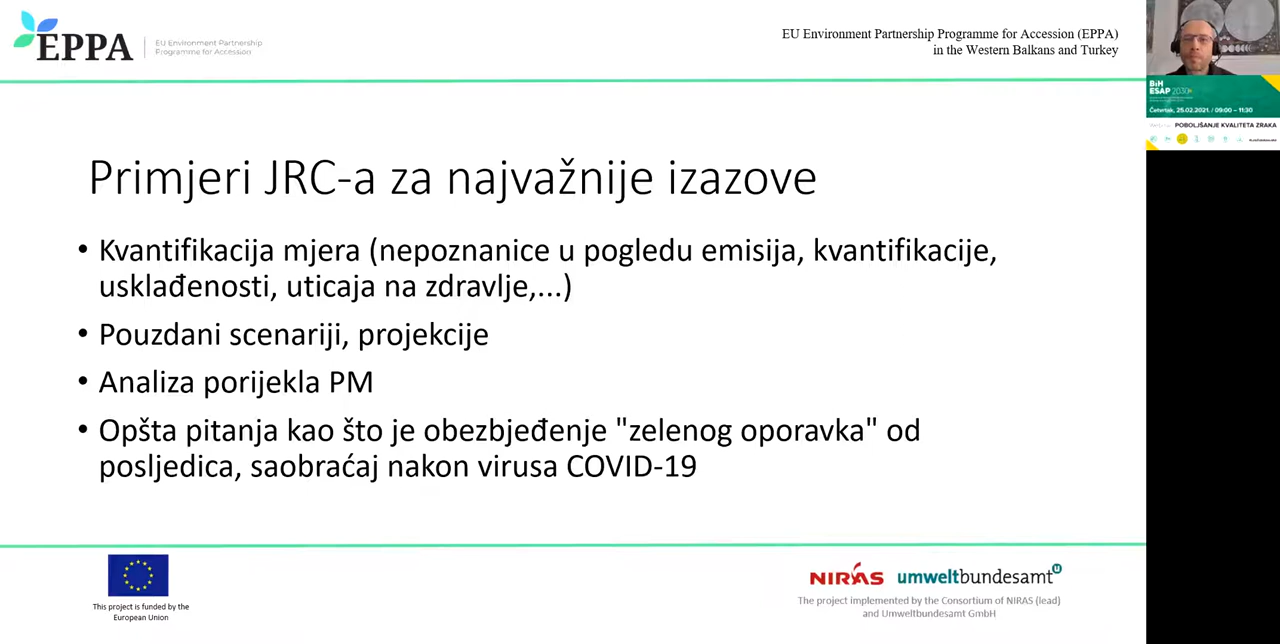 EPPA
EU Environment Partnership
Programme for Accession
EU Environment Partnership Programme for Accession (EPPA)
in the Western Balkans and Turkey
BiH
ESAP 2030+
Četvrtak, 25.02.2021. / 09:00 – 11:30
POBOLJŠANJE KVALITETA ZRAKA
Primjeri JRC-a za najvažnije izazove
• Kvantifikacija mjera (nepoznanice u pogledu emisija, kvantifikacije,
usklađenosti, uticaja na zdravlje,...)
• Pouzdani scenariji, projekcije
• Analiza porijekla PM
• Opšta pitanja kao što je obezbjeđenje "zelenog oporavka" od
posljedica, saobraćaj nakon virusa COVID-19
This project is funded by the
European Union
NIRAS umweltbundesamt u
The project implemented by the Consortium of NIRAS (lead)
and Umweltbundesamt GmbH